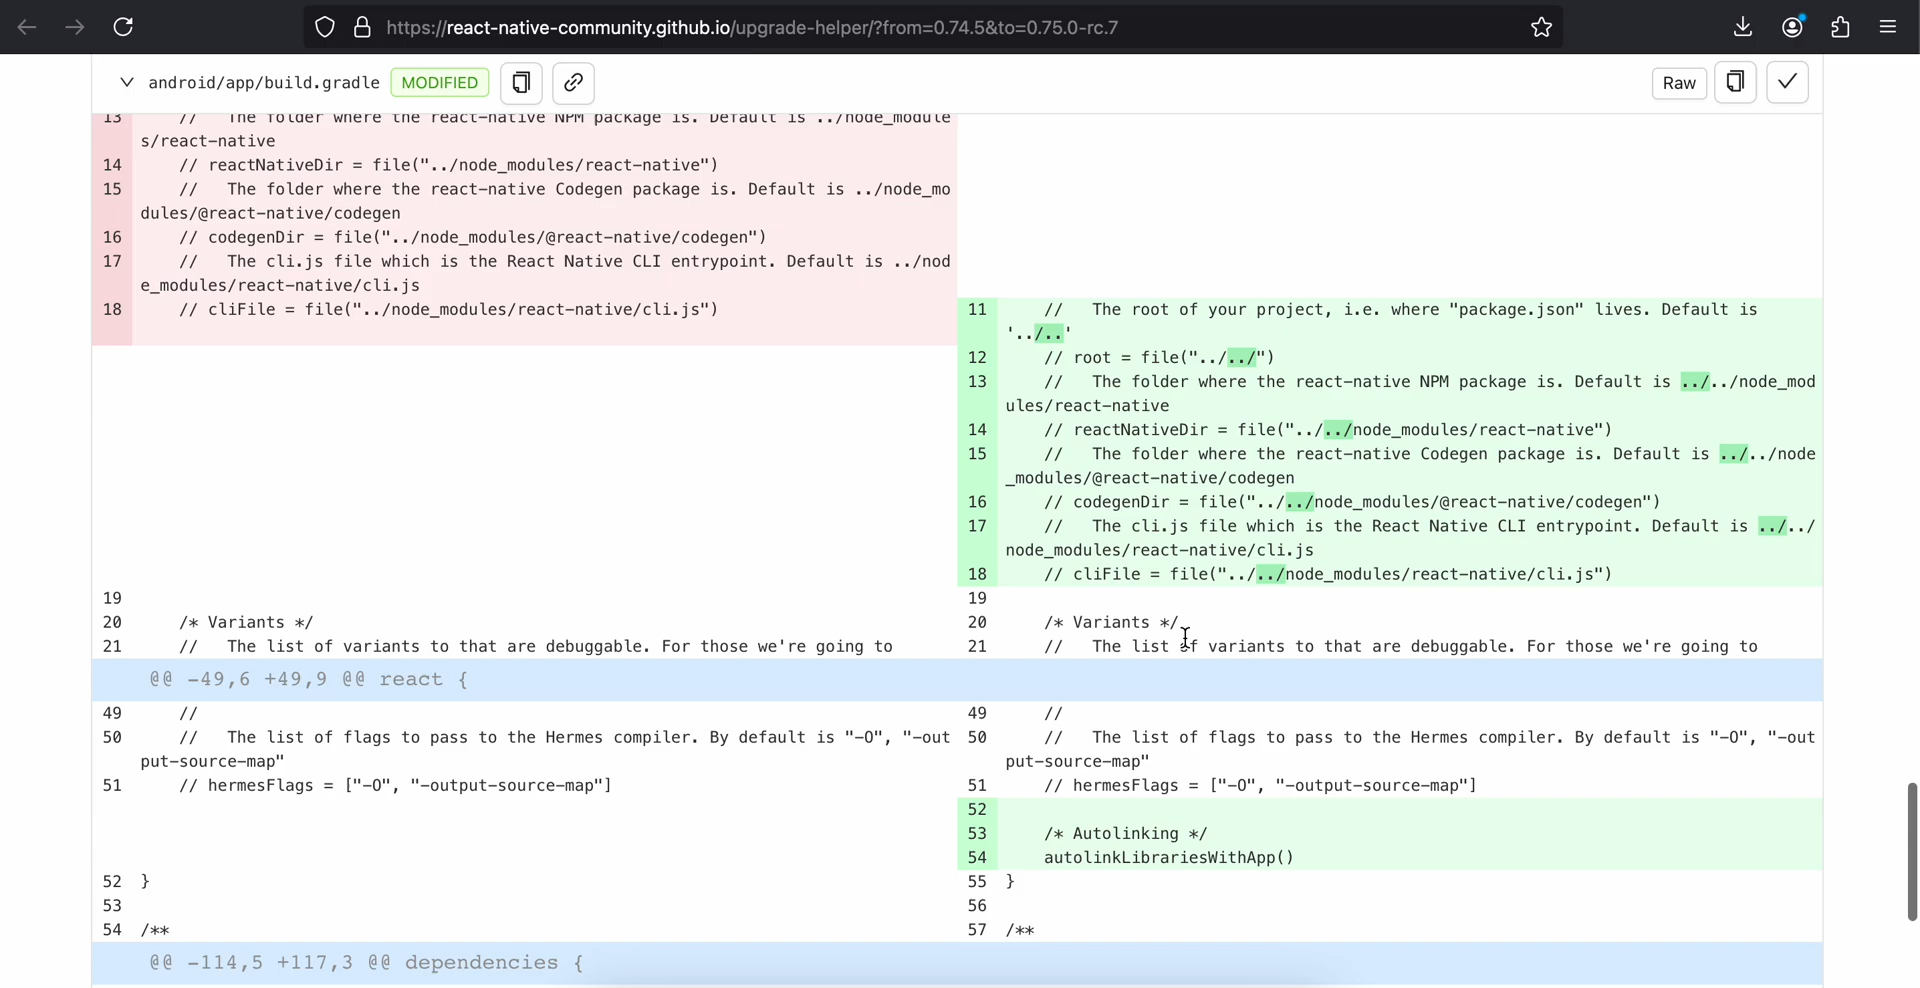 https://react-native-community.github.io/upgrade-helper/?from=0.74.5&to=0.75.0-rc.7
android/app/build.gradle MODIFIED Raw
13 // The folder where the react-native NPM package is. Default is ../node_module
s/react-native
14 // reactNativeDir = file("../node_modules/react-native")
15 // The folder where the react-native Codegen package is. Default is ../node_mo
dules/@react-native/codegen
16 // codegenDir = file("../node_modules/@react-native/codegen")
17 // The cli.js file which is the React Native CLI entrypoint. Default is ../nod
e_modules/react-native/cli.js
18 // cliFile = file("../node_modules/react-native/cli.js")
19
20 /* Variants */
21 // The list of variants to that are debuggable. For those we're going to
11 // The root of your project, i.e. where "package.json" lives. Default is
'../..'
12 // root = file("../../")
13 // The folder where the react-native NPM package is. Default is ../../node_mod
ules/react-native
14 // reactNativeDir = file("../../node_modules/react-native")
15 // The folder where the react-native Codegen package is. Default is ../../node
_modules/@react-native/codegen
16 // codegenDir = file("../../node_modules/@react-native/codegen")
17 // The cli.js file which is the React Native CLI entrypoint. Default is ../../
node_modules/react-native/cli.js
18 // cliFile = file("../../node_modules/react-native/cli.js")
19
20 /* Variants */
21 // The list of variants to that are debuggable. For those we're going to
@@ -49,6 +49,9 @@ react {
49 //
50 // The list of flags to pass to the Hermes compiler. By default is "-O", "-out
put-source-map"
51 // hermesFlags = ["-O", "-output-source-map"]
52 }
53
54 /**
49 //
50 // The list of flags to pass to the Hermes compiler. By default is "-O", "-out
put-source-map"
51 // hermesFlags = ["-O", "-output-source-map"]
52
53 /* Autolinking */
54 autolinkLibrariesWithApp()
55 }
56
57 /**
@@ -114,5 +117,3 @@ dependencies {